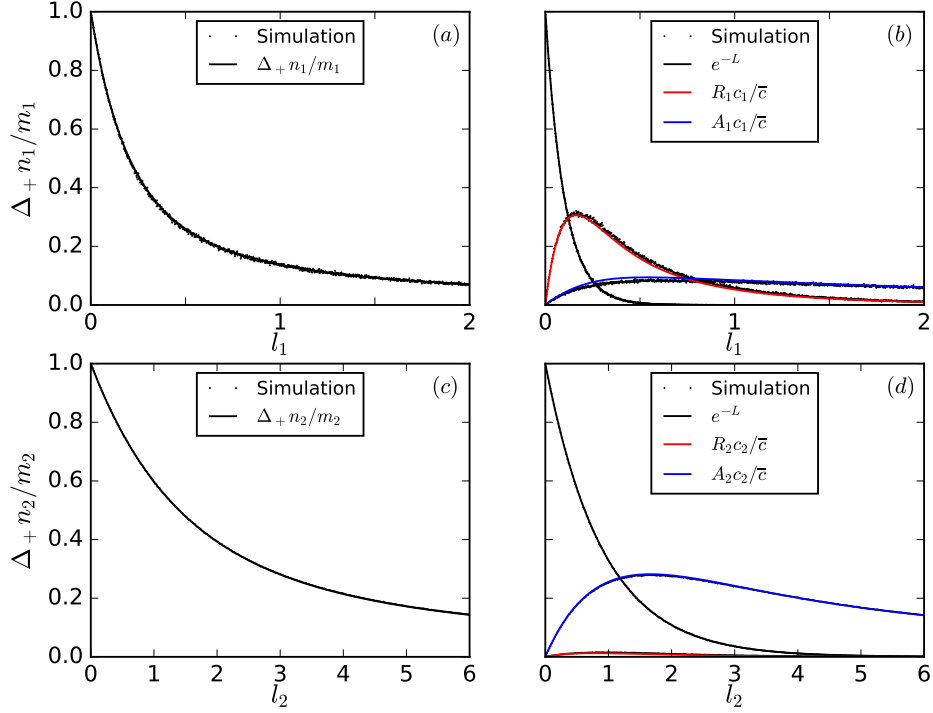 1.0
0.8
0.6
0.4
0.2
0.0
0
1
2
Δ₊n₁/m₁
l₁
Simulation
Δ₊n₁/m₁
(a)
0
1
2
l₁
Simulation
e⁻ᴸ
R₁c₁/c̅
A₁c₁/c̅
(b)
1.0
0.8
0.6
0.4
0.2
0.0
0
1
2
3
4
5
6
Δ₊n₂/m₂
l₂
Simulation
Δ₊n₂/m₂
(c)
0
1
2
3
4
5
6
l₂
Simulation
e⁻ᴸ
R₂c₂/c̅
A₂c₂/c̅
(d)